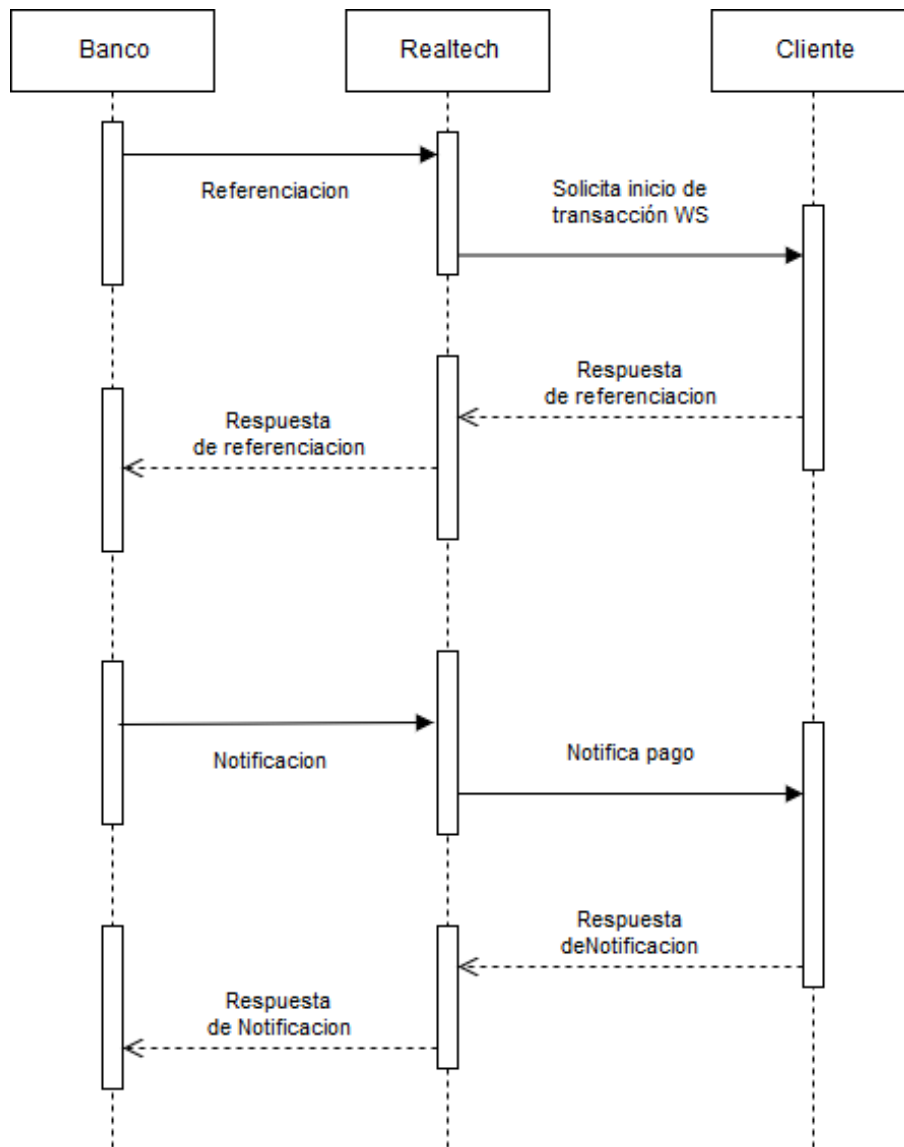 Banco
Realtech
Cliente
Referenciacion
Solicita inicio de
transacción WS
Respuesta
de referenciacion
Respuesta
de referenciacion
Notificacion
Notifica pago
Respuesta
deNotificacion
Respuesta
de Notificacion